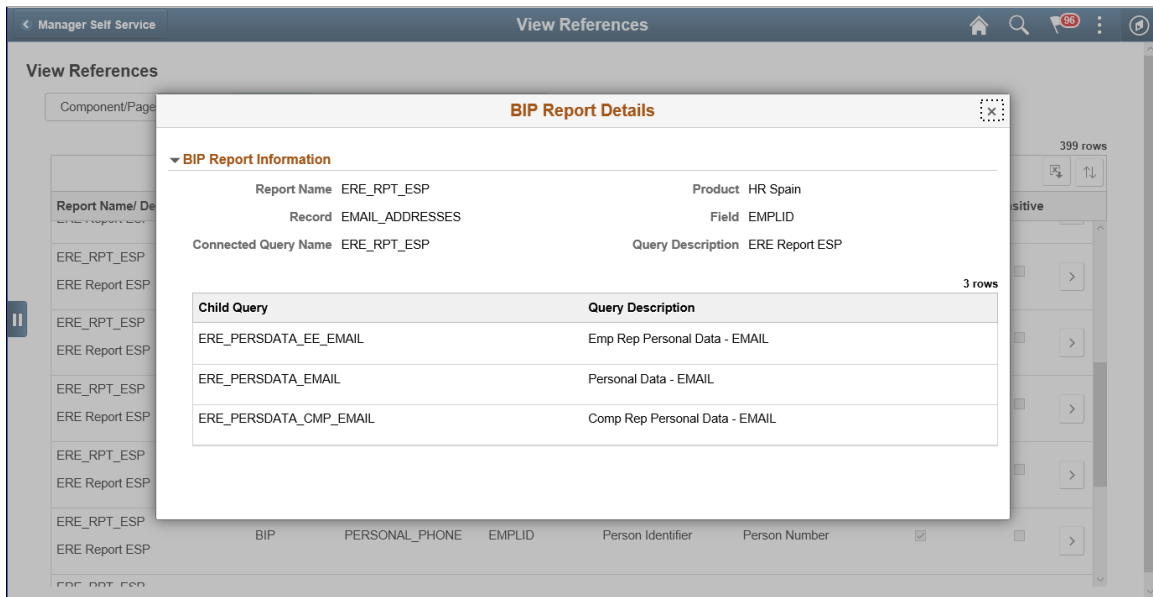 Manager Self Service
View References
96
View References
Component/Page
BIP Report Details
399 rows
BIP Report Information
Report Name ERE_RPT_ESP Product HR Spain
Report Name/ De
sitive
Record EMAIL_ADDRESSES Field EMPLID
Connected Query Name ERE_RPT_ESP Query Description ERE Report ESP
ERE_RPT_ESP
ERE Report ESP
3 rows
Child Query Query Description
ERE_RPT_ESP
ERE_PERSDATA_EE_EMAIL Emp Rep Personal Data - EMAIL
ERE Report ESP
ERE_PERSDATA_EMAIL Personal Data - EMAIL
ERE_RPT_ESP
ERE Report ESP
ERE_PERSDATA_CMP_EMAIL Comp Rep Personal Data - EMAIL
ERE_RPT_ESP
ERE Report ESP
ERE_RPT_ESP
BIP PERSONAL_PHONE EMPLID Person Identifier Person Number
ERE Report ESP